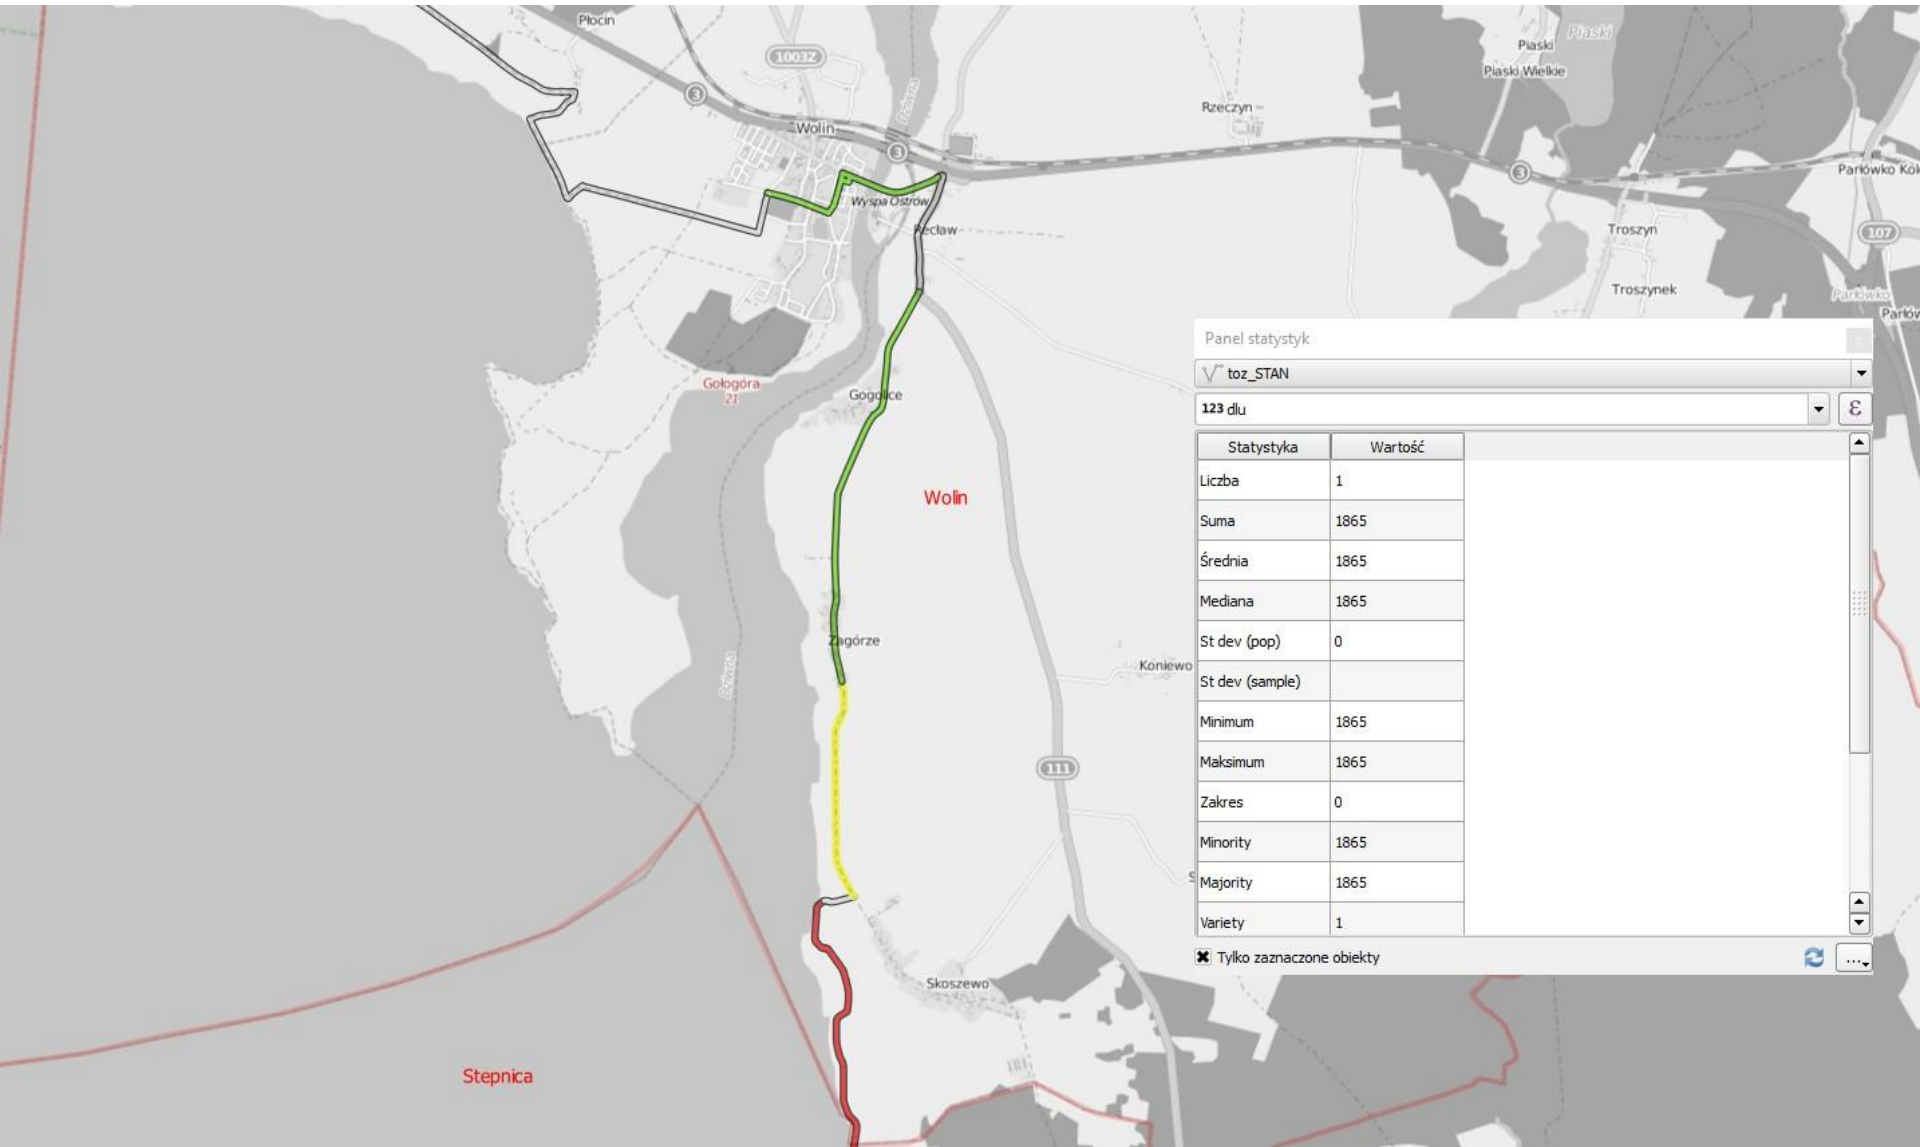 Płocin
1003Z
3
Dziwna
Piaski
Piaski
Piaski Wielkie
Rzeczyn
Wolin
3
3
Parłówko Kol
Wyspa Ostrów
Recław
Troszyn
107
Troszynek
Parłówko
Parłów
Gołogóra
21
Gogolice
Wolin
Zagórze
Dziwna
Koniewo
111
S
Skoszewo
Stepnica
Panel statystyk
toz_STAN
123 dlu
ε
Statystyka Wartość
Liczba 1
Suma 1865
Średnia 1865
Mediana 1865
St dev (pop) 0
St dev (sample)
Minimum 1865
Maksimum 1865
Zakres 0
Minority 1865
Majority 1865
Variety 1
Tylko zaznaczone obiekty
...